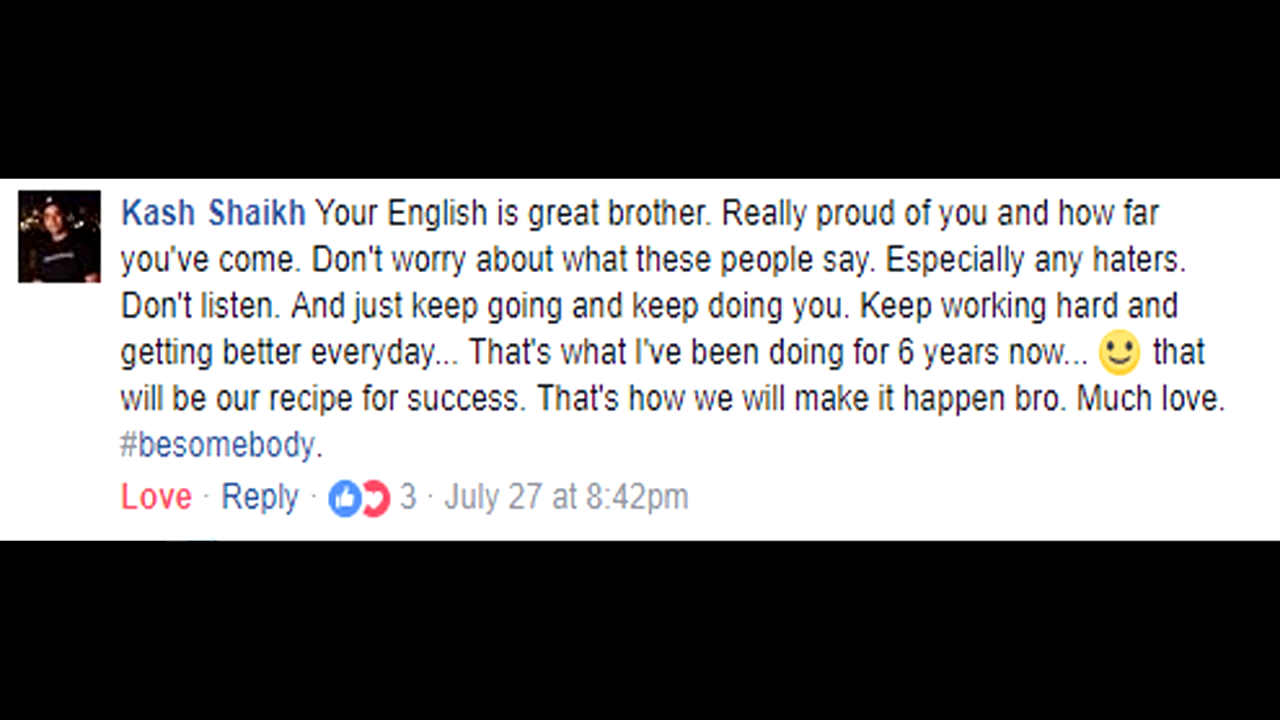 Kash Shaikh Your English is great brother. Really proud of you and how far
you've come. Don't worry about what these people say. Especially any haters.
Don't listen. And just keep going and keep doing you. Keep working hard and
getting better everyday... That's what I've been doing for 6 years now... 🙂 that
will be our recipe for success. That's how we will make it happen bro. Much love.
#besomebody.
Love · Reply · 3 · July 27 at 8:42pm